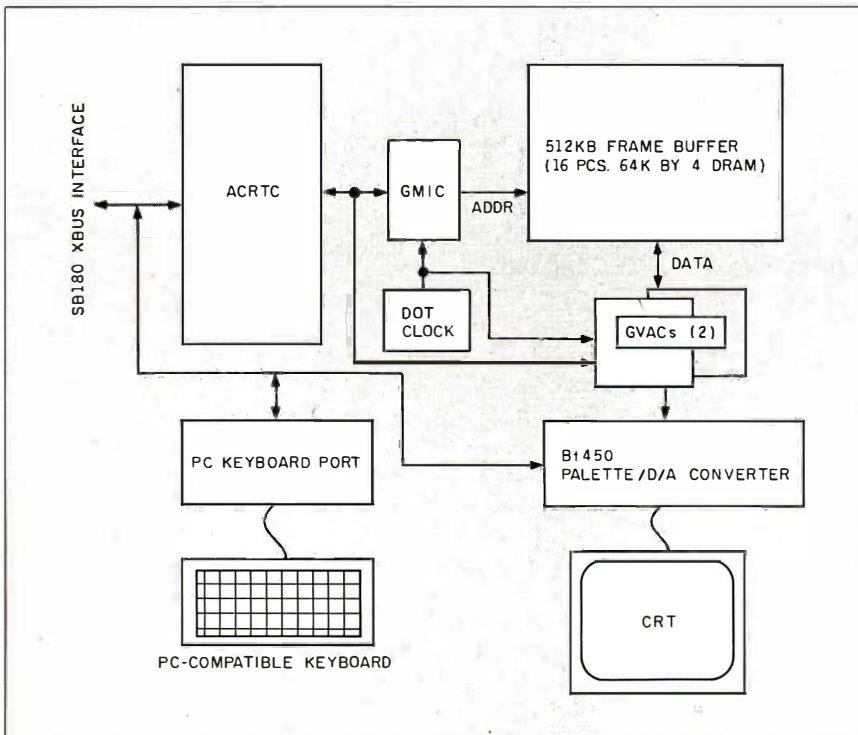 SB180 XBUS INTERFACE
ACRTC
GMIC
ADDR
512KB FRAME BUFFER
(16 PCS. 64K BY 4 DRAM)
DATA
DOT
CLOCK
GVACs (2)
PC KEYBOARD PORT
Bt450
PALETTE/D/A CONVERTER
PC-COMPATIBLE KEYBOARD
CRT